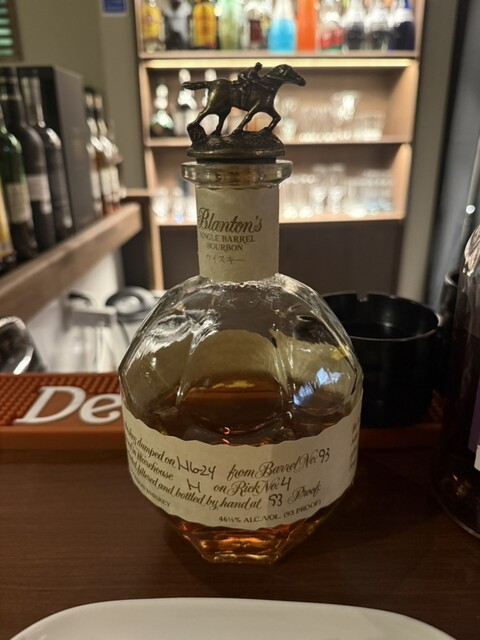 Blanton's
SINGLE BARREL
BOURBON
ウイスキー
De
dumped on from Barrel No. 93
Warehouse H on Rick No. 4
filtered and bottled by hand at 93 Proof
WHISKEY
46½% ALC./VOL. (93 PROOF)